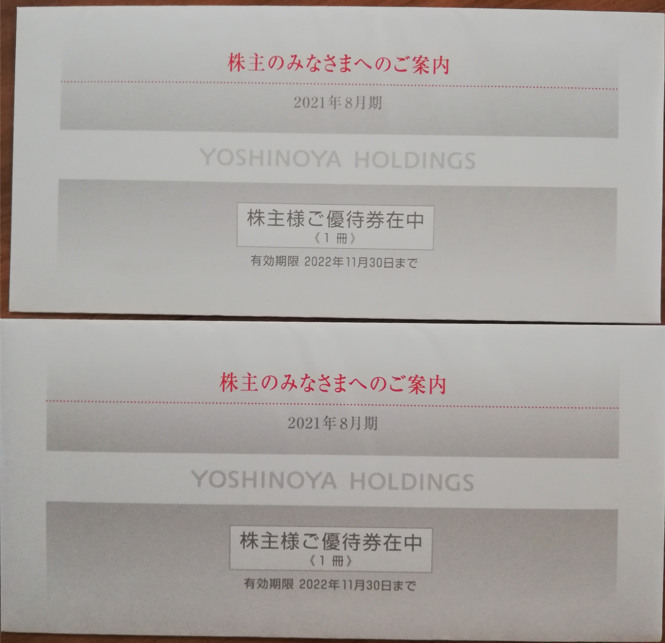 株主のみなさまへのご案内
2021年8月期
YOSHINOYA HOLDINGS
株主様ご優待券在中
《1冊》
有効期限 2022年11月30日まで
株主のみなさまへのご案内
2021年8月期
YOSHINOYA HOLDINGS
株主様ご優待券在中
《1冊》
有効期限 2022年11月30日まで